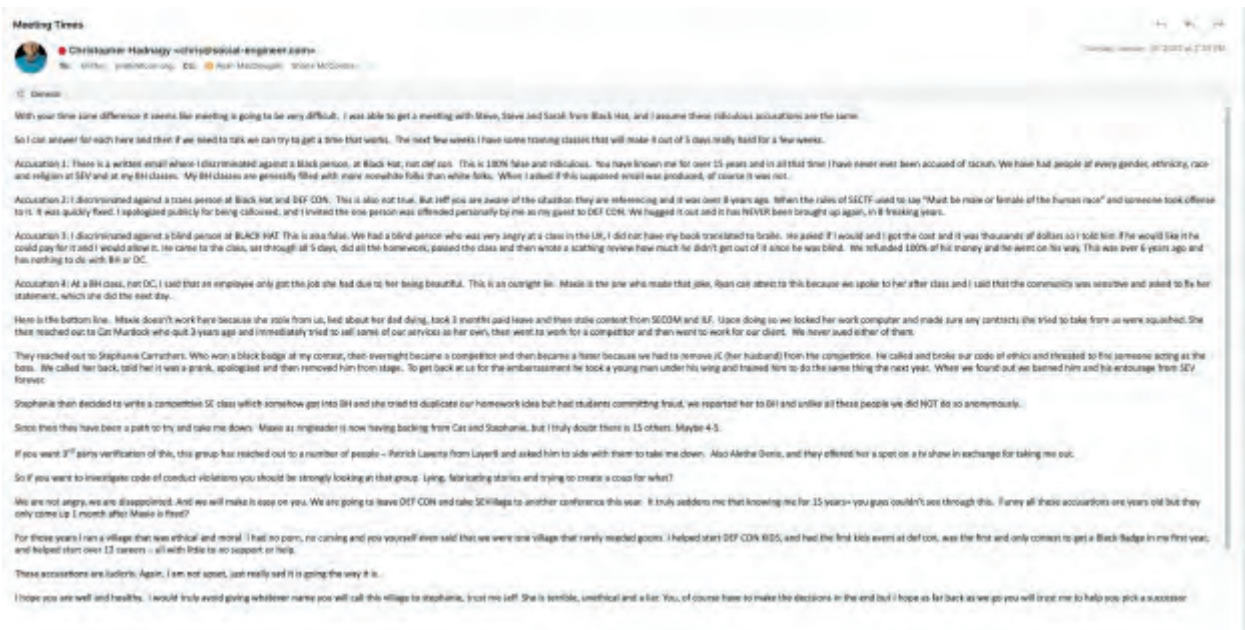 Meeting Times
Christopher Hadnagy <chris@social-engineer.com>
To: Cc: Ryan MacDougall
General
With your time zone difference it seems like meeting is going to be very difficult. I was able to get a meeting with Steve, Steve and Sarah from Black Hat, and I assume these ridiculous accusations are the same.
So I can answer for each here and then if we need to talk we can try to get a time that works. The next few weeks I have some training classes that will make 4 out of 5 days really hard for a few weeks.
Accusation 1: There is a written email where I discriminated against a black person, at Black Hat, not def con. This is 100% false and ridiculous. You have known me for over 15 years and in all that time I have never ever been accused of racism. We have had people of every gender, ethnicity, race
and religion at SEV and at my BH classes. My BH classes are generally filled with more nonwhite folks than white folks. When I asked if this supposed email was produced, of course it was not.
Accusation 2: I discriminated against a trans person at Black Hat and DEF CON. This is also not true. But Jeff you are aware of the situation they are referencing and it was over 8 years ago. When the rules of SECTF used to say "Must be male or female of the human race" and someone took offense
to it. It was quickly fixed. I apologized publicly for being calloused, and I invited the one person was offended personally by me as my guest to DEF CON. We hugged it out and it has NEVER been brought up again, in 8 freaking years.
Accusation 3: I discriminated against a blind person at BLACK HAT This is also false. We had a blind person who was very angry at a class in the UK, I did not have my book translated to braile. He asked if I would and I got the cost and it was thousands of dollars so I told him if he would like it he
could pay for it and I would allow it. He came to the class, sat through all 5 days, did all the homework, passed the class and then wrote a scathing review how much he didn't get out of it since he was blind. We refunded 100% of his money and he went on his way. This was over 6 years ago and
has nothing to do with BH or DC.
Accusation 4: At a BH class, not DC, I said that an employee only got the job she had due to her being beautiful. This is an outright lie. Maxie is the one who made that joke, Ryan can attest to this because we spoke to her after class and I said that the community was sensitive and asked to fix her
statement, which she did the next day.
Here is the bottom line. Maxie doesn't work here because she stole from us, lied about her dad dying, took 3 months paid leave and then stole content from SECOM and ILF. Upon doing so we locked her work computer and made sure any contracts she tried to take from us were squashed. She
then reached out to Cat Murdock who quit 3 years ago and immediately tried to sell some of our services as her own, then went to work for a competitor and then went to work for our client. We never sued either of them.
They reached out to Stephanie Carruthers. Who won a black badge at my contest, then overnight became a competitor and then became a hater because we had to remove JC (her husband) from the competition. He called and broke our code of ethics and threated to fire someone acting as the
boss. We called her back, told her it was a prank, apologized and then removed him from stage. To get back at us for the embarrassment he took a young man under his wing and trained him to do the same thing the next year. When we found out we banned him and his entourage from SEV
forever.
Stephanie then decided to write a competitive SE class which somehow got into BH and she tried to duplicate our homework idea but had students committing fraud, we reported her to BH and unlike all these people we did NOT do so anonymously.
Since then they have been a path to try and take me down. Maxie as ringleader is now having backing from Cat and Stephanie, but I truly doubt there is 15 others. Maybe 4-5.
If you want 3rd party verification of this, this group has reached out to a number of people – Patrick Laverty from Layer8 and asked him to side with them to take me down. Also Alethe Denis, and they offered her a spot on a tv show in exchange for taking me out.
So if you want to investigate code of conduct violations you should be strongly looking at that group. Lying, fabricating stories and trying to create a coup for what?
We are not angry, we are disappointed. And we will make it easy on you. We are going to leave DEF CON and take SEVillage to another conference this year. It truly saddens me that knowing me for 15 years+ you guys couldn't see through this. Funny all these accusations are years old but they
only come up 1 month after Maxie is fired?
For those years I ran a village that was ethical and moral. I had no porn, no cursing and you yourself even said that we were one village that rarely needed goons. I helped start DEF CON KIDS, and had the first kids event at def con, was the first and only contest to get a Black Badge in my first year,
and helped start over 12 careers – all with little to no support or help.
These accusations are ludicris. Again, I am not upset, just really sad it is going the way it is.
I hope you are well and healthy. I would truly avoid giving whatever name you will call this village to stephanie, trust me Jeff. She is terrible, unethical and a liar. You, of course have to make the decisions in the end but I hope as far back as we go you will trust me to help you pick a successor